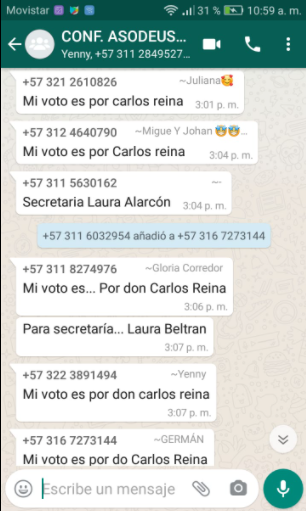 Movistar 31 % 10:59 a. m.
CONF. ASODEUS...
Yenny, +57 311 2849527...
+57 321 2610826 ~Juliana🥰
Mi voto es por carlos reina 3:01 p. m.
+57 312 4640790 ~Migue Y Johan 😇😇...
Mi voto es por Carlos reina 3:04 p. m.
+57 311 5630162 ~·
Secretaria Laura Alarcón 3:04 p. m.
+57 311 6032954 añadió a +57 316 7273144
+57 311 8274976 ~Gloria Corredor
Mi voto es... Por don Carlos Reina
3:06 p. m.
Para secretaría... Laura Beltran
3:07 p. m.
+57 322 3891494 ~Yenny
Mi voto es por don carlos reina
3:07 p. m.
+57 316 7273144 ~GERMÁN
Mi voto es por do Carlos Reina
Escribe un mensaje